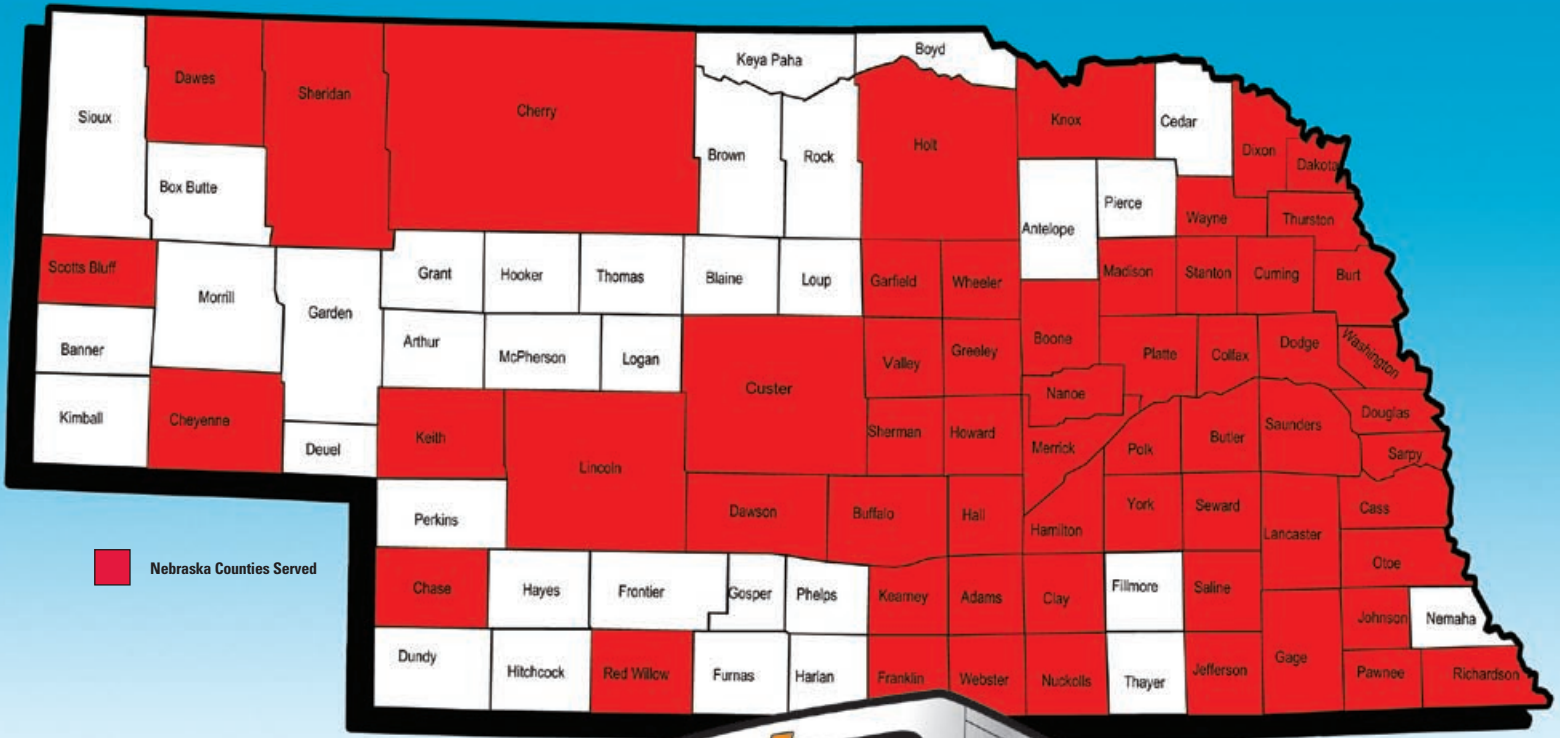 Keya Paha
Boyd
Dawes
Sheridan
Cherry
Sioux
Knox
Cedar
Holt
Dixon
Dakota
Brown
Rock
Box Butte
Pierce
Wayne
Thurston
Antelope
Scotts Bluff
Morrill
Garden
Grant
Hooker
Thomas
Blaine
Loup
Garfield
Wheeler
Madison
Stanton
Cuming
Burt
Banner
Arthur
McPherson
Logan
Custer
Valley
Greeley
Boone
Platte
Colfax
Dodge
Washington
Nanoe
Kimball
Cheyenne
Deuel
Keith
Lincoln
Sherman
Howard
Merrick
Polk
Butler
Saunders
Douglas
Sarpy
Perkins
Dawson
Buffalo
Hall
Hamilton
York
Seward
Lancaster
Cass
Otoe
Nebraska Counties Served
Chase
Hayes
Frontier
Gosper
Phelps
Kearney
Adams
Clay
Fillmore
Saline
Johnson
Nemaha
Dundy
Hitchcock
Red Willow
Furnas
Harlan
Franklin
Webster
Nuckolls
Thayer
Jefferson
Gage
Pawnee
Richardson